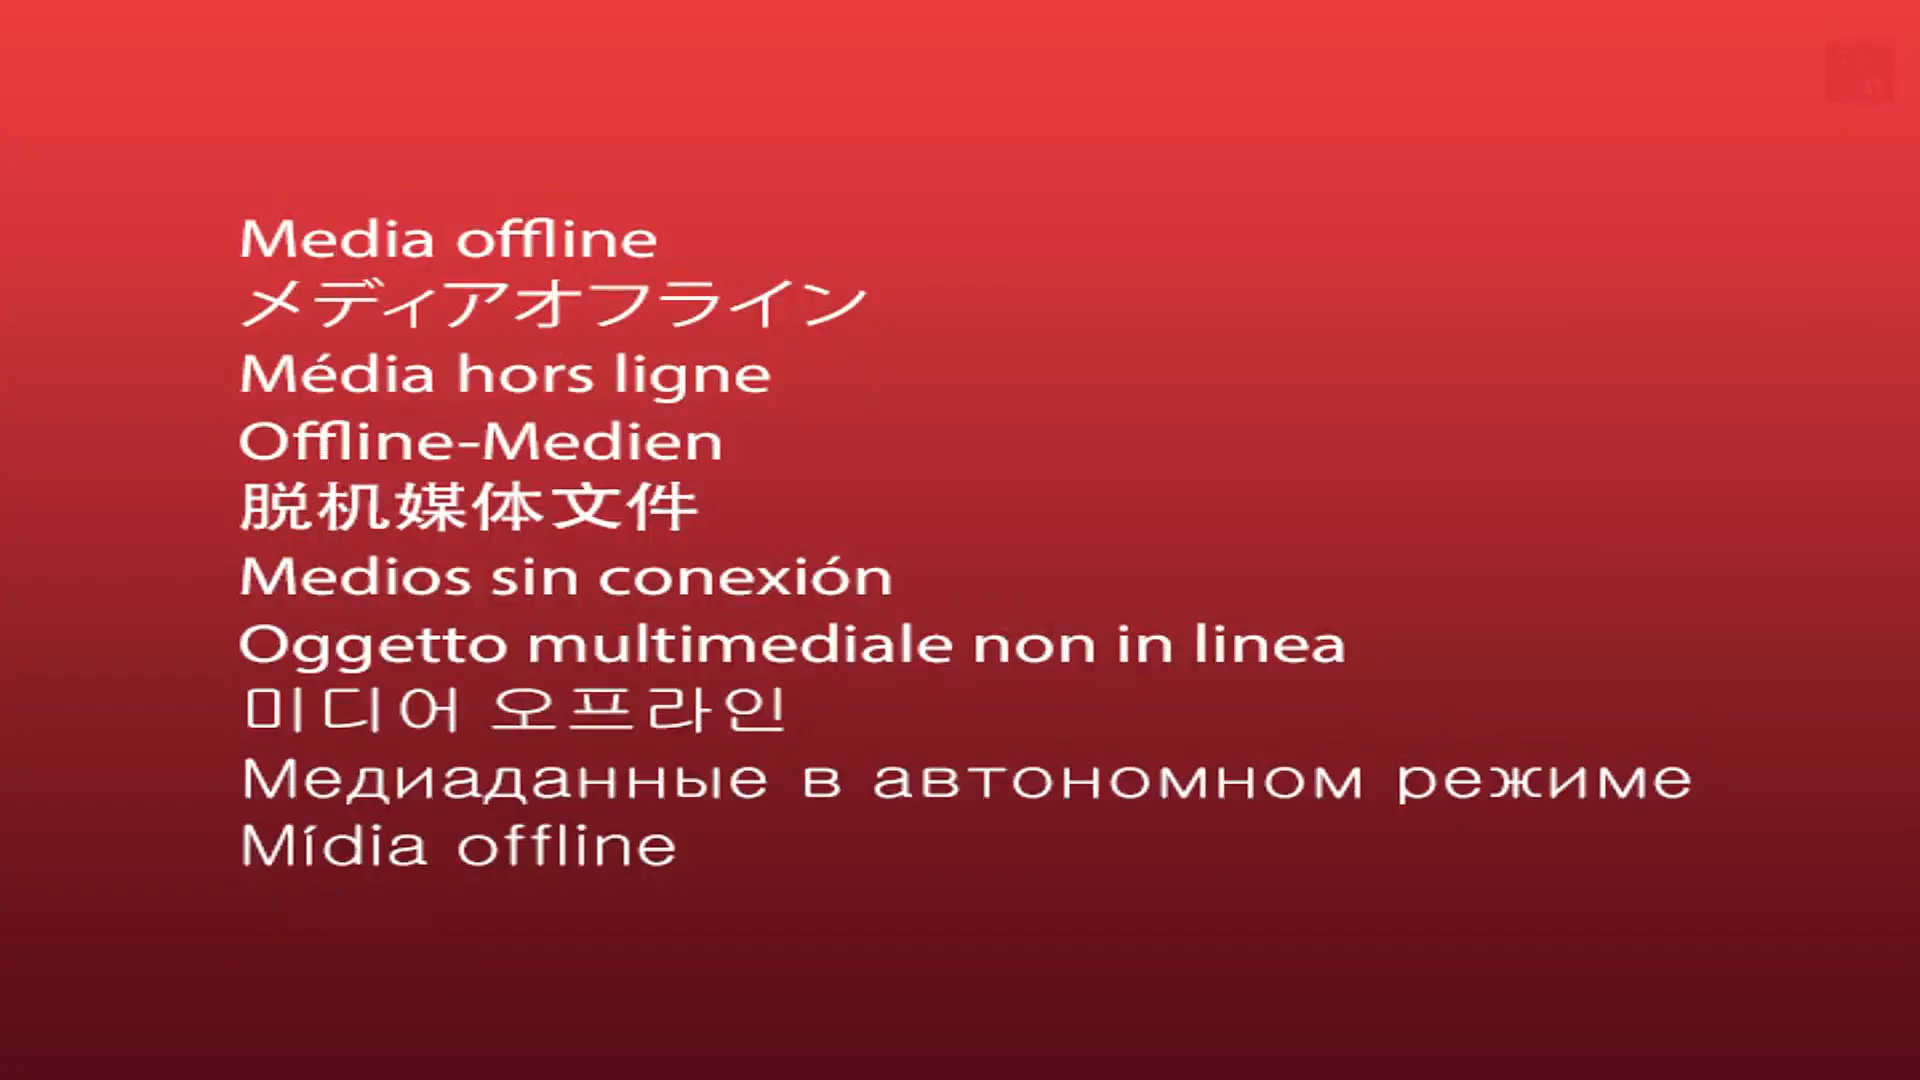 Media offline
メディアオフライン
Média hors ligne
Offline-Medien
脱机媒体文件
Medios sin conexión
Oggetto multimediale non in linea
미디어 오프라인
Медиаданные в автономном режиме
Mídia offline